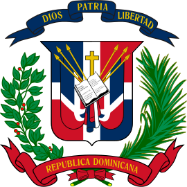 DIOS PATRIA LIBERTAD
REPUBLICA DOMINICANA